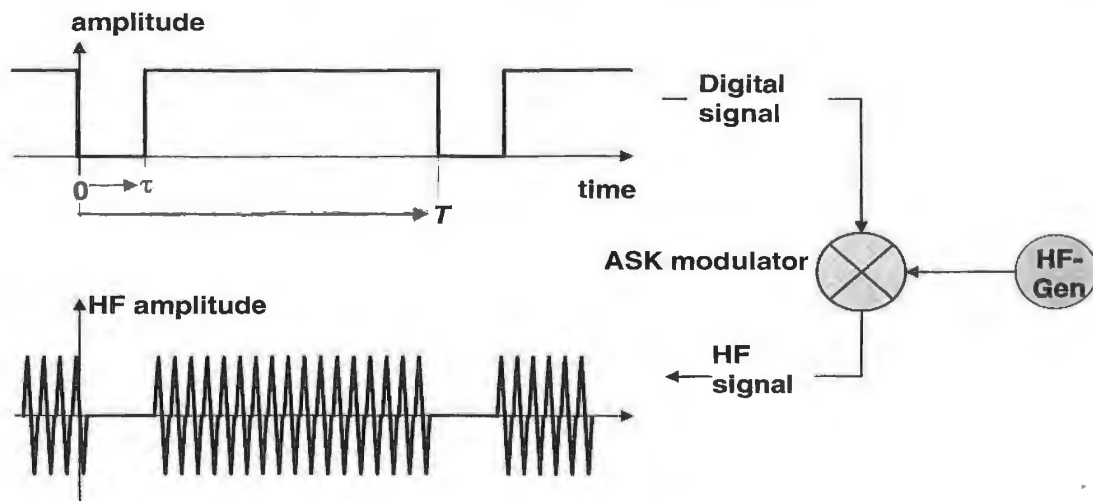 amplitude
Digital
signal
0
τ
time
T
ASK modulator
HF-
Gen
HF amplitude
HF
signal